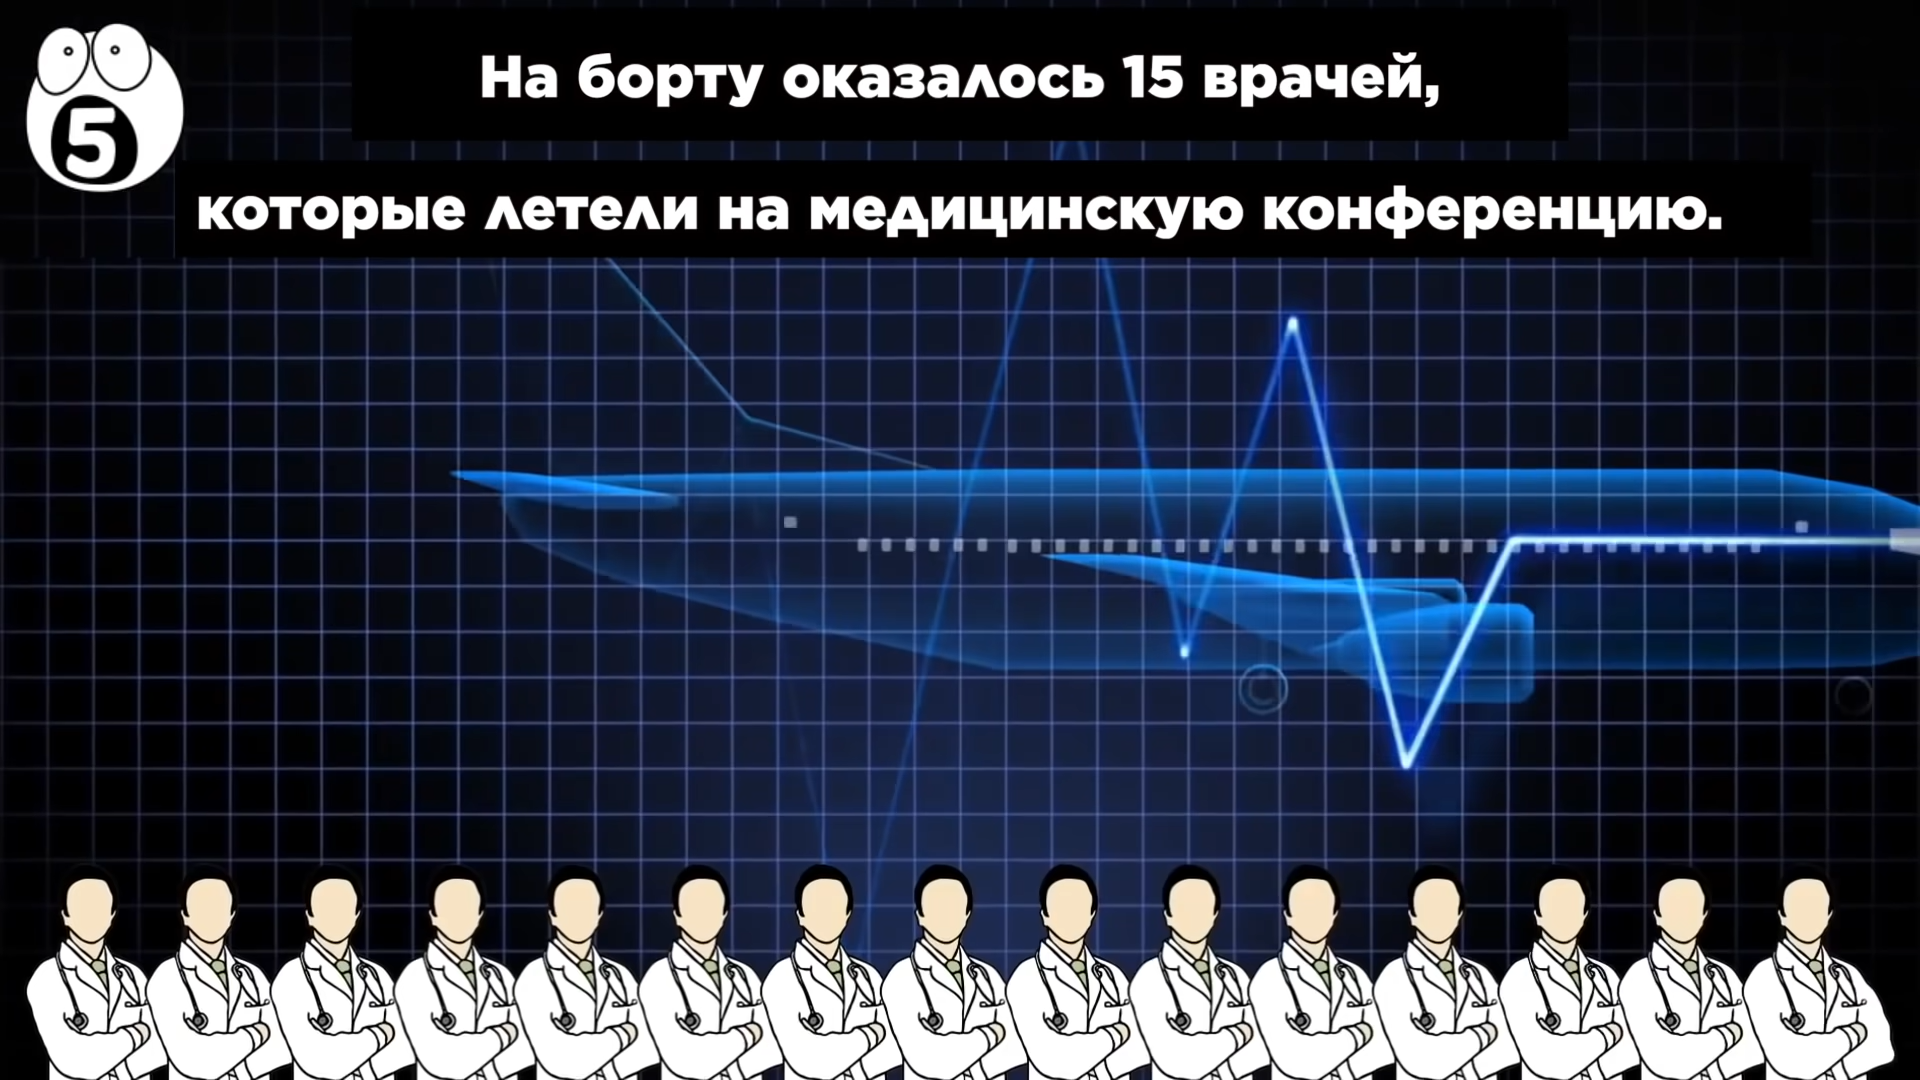 5
На борту оказалось 15 врачей,
которые летели на медицинскую конференцию.